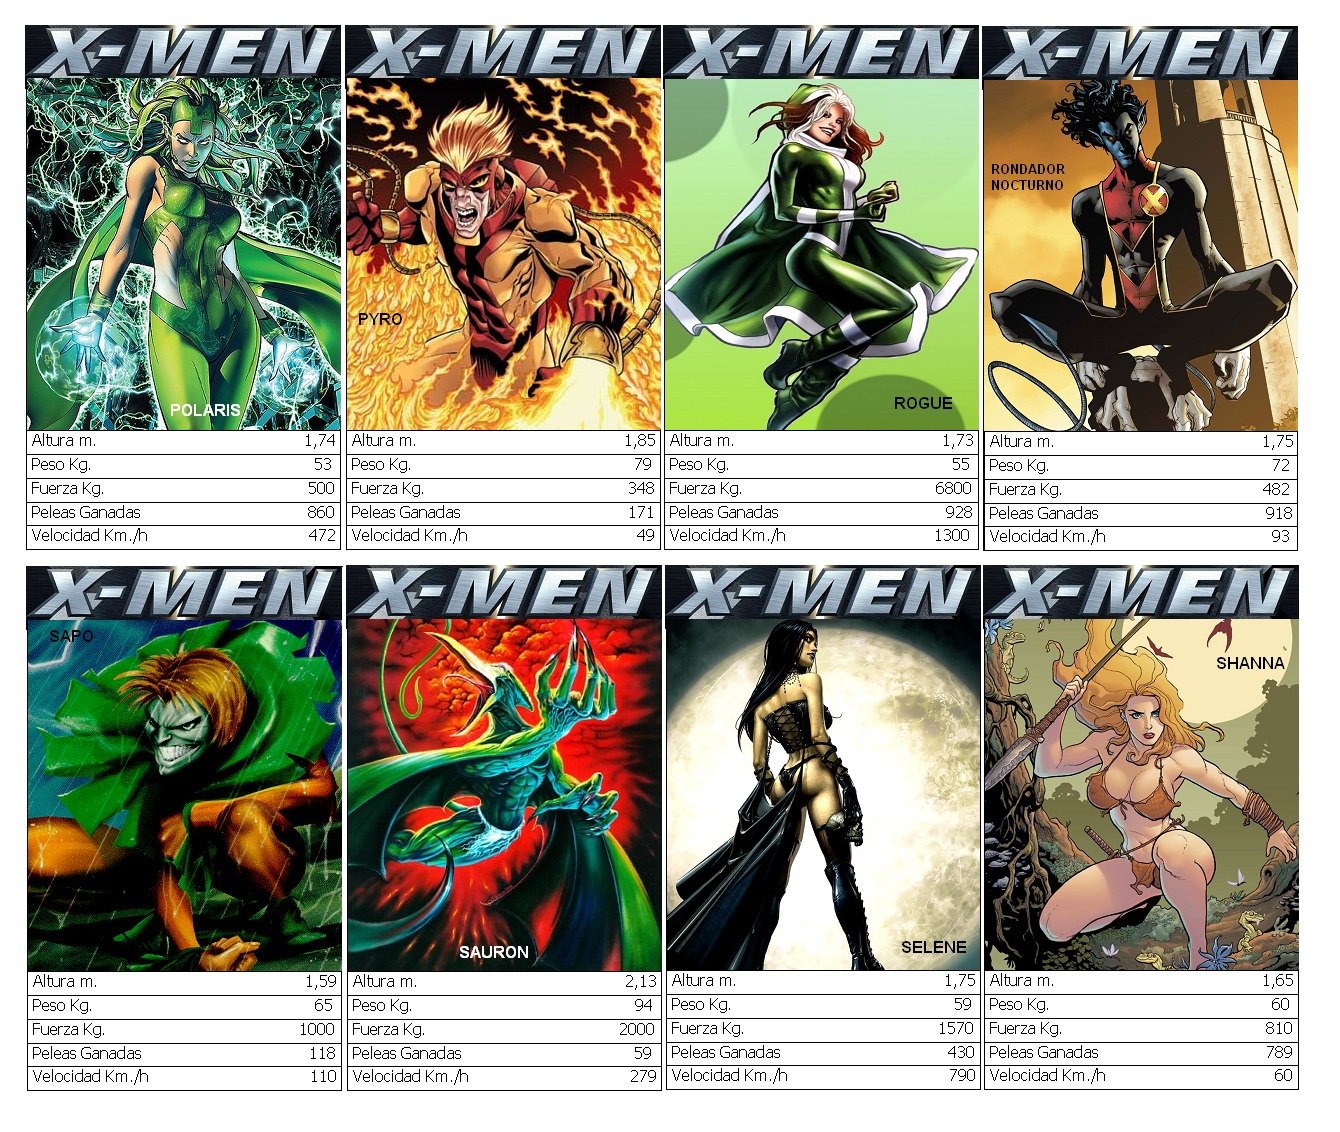 X-MEN
POLARIS
Altura m. 1,74
Peso Kg. 53
Fuerza Kg. 500
Peleas Ganadas 860
Velocidad Km./h 472
X-MEN
PYRO
Altura m. 1,85
Peso Kg. 79
Fuerza Kg. 348
Peleas Ganadas 171
Velocidad Km./h 49
X-MEN
ROGUE
Altura m. 1,73
Peso Kg. 55
Fuerza Kg. 6800
Peleas Ganadas 928
Velocidad Km./h 1300
X-MEN
RONDADOR
NOCTURNO
Altura m. 1,75
Peso Kg. 72
Fuerza Kg. 482
Peleas Ganadas 918
Velocidad Km./h 93
X-MEN
SAPO
Altura m. 1,59
Peso Kg. 65
Fuerza Kg. 1000
Peleas Ganadas 118
Velocidad Km./h 110
X-MEN
SAURON
Altura m. 2,13
Peso Kg. 94
Fuerza Kg. 2000
Peleas Ganadas 59
Velocidad Km./h 279
X-MEN
SELENE
Altura m. 1,75
Peso Kg. 59
Fuerza Kg. 1570
Peleas Ganadas 430
Velocidad Km./h 790
X-MEN
SHANNA
Altura m. 1,65
Peso Kg. 60
Fuerza Kg. 810
Peleas Ganadas 789
Velocidad Km./h 60